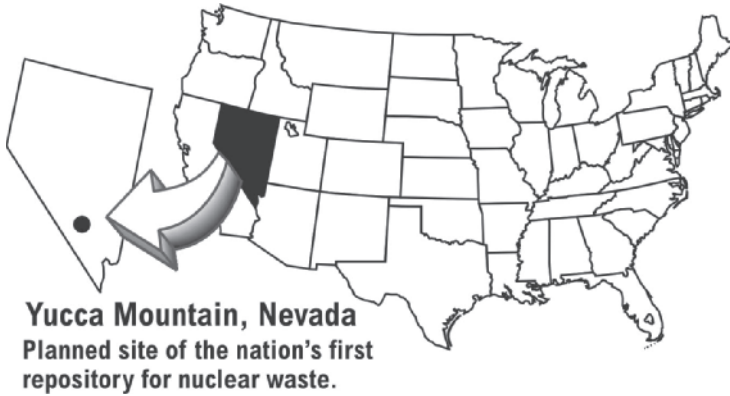 Yucca Mountain, Nevada
Planned site of the nation's first
repository for nuclear waste.